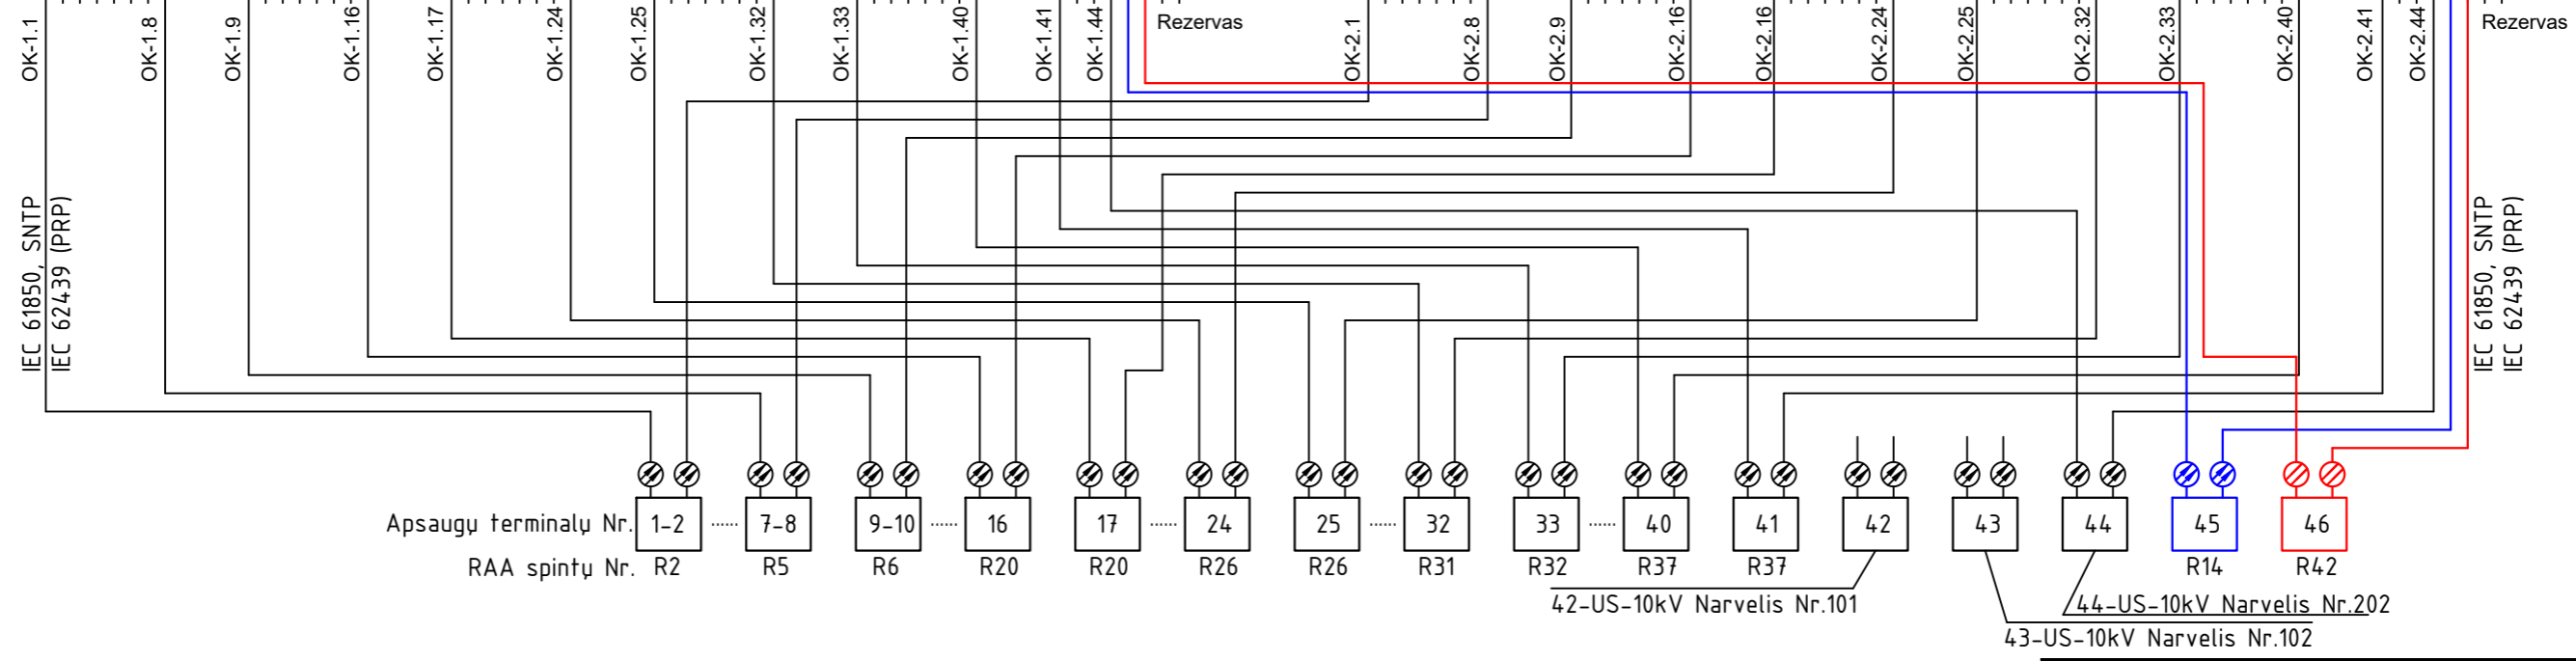 OK-1.1
OK-1.8
OK-1.9
OK-1.16
OK-1.17
OK-1.24
OK-1.25
OK-1.32
OK-1.33
OK-1.40
OK-1.41
OK-1.44
Rezervas
OK-2.1
OK-2.8
OK-2.9
OK-2.16
OK-2.16
OK-2.24
OK-2.25
OK-2.32
OK-2.33
OK-2.40
OK-2.41
OK-2.44
Rezervas
IEC 61850, SNTP
IEC 62439 (PRP)
IEC 61850, SNTP
IEC 62439 (PRP)
Apsaugų terminalų Nr. 1-2 ...... 7-8 9-10 ...... 16 17 ...... 24 25 ...... 32 33 ...... 40 41 42 43 44 45 46
RAA spintų Nr. R2 R5 R6 R20 R20 R26 R26 R31 R32 R37 R37 R14 R42
42-US-10kV Narvelis Nr.101
44-US-10kV Narvelis Nr.202
43-US-10kV Narvelis Nr.102